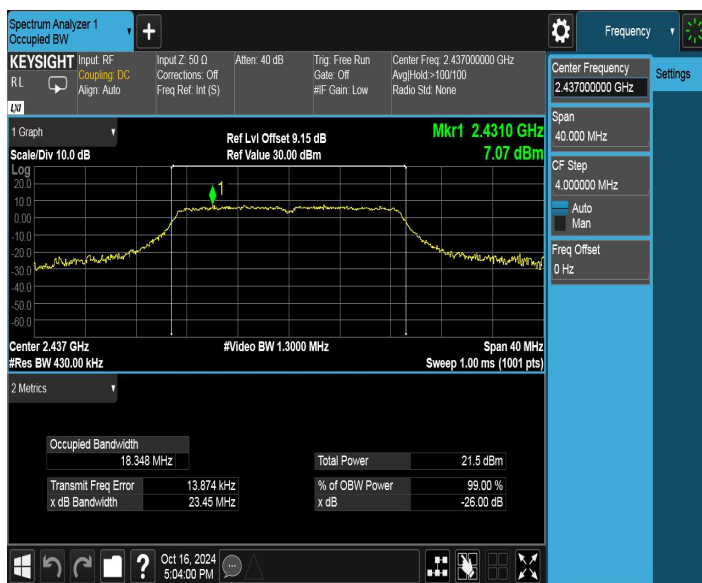 Spectrum Analyzer 1
Occupied BW
Frequency
KEYSIGHT
RL
LXI
Input: RF
Coupling: DC
Align: Auto
Input Z: 50 Ω
Corrections: Off
Freq Ref: Int (S)
Atten: 40 dB
Trig: Free Run
Gate: Off
#IF Gain: Low
Center Freq: 2.437000000 GHz
Avg|Hold:>100/100
Radio Std: None
Center Frequency
2.437000000 GHz
Settings
Span
40.000 MHz
CF Step
4.000000 MHz
Auto
Man
Freq Offset
0 Hz
1 Graph
Scale/Div 10.0 dB
Ref Lvl Offset 9.15 dB
Ref Value 30.00 dBm
Mkr1 2.4310 GHz
7.07 dBm
Log
20.0
10.0
0.00
-10.0
-20.0
-30.0
-40.0
-50.0
-60.0
1
Center 2.437 GHz
#Res BW 430.00 kHz
#Video BW 1.3000 MHz
Span 40 MHz
Sweep 1.00 ms (1001 pts)
2 Metrics
Occupied Bandwidth
18.348 MHz
Transmit Freq Error 13.874 kHz
x dB Bandwidth 23.45 MHz
Total Power 21.5 dBm
% of OBW Power 99.00 %
x dB -26.00 dB
?
Oct 16, 2024
5:04:00 PM